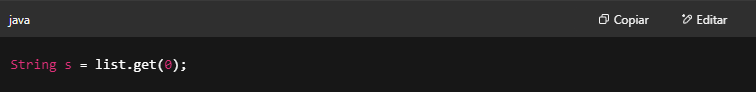 java Copiar Editar
String s = list.get(0);